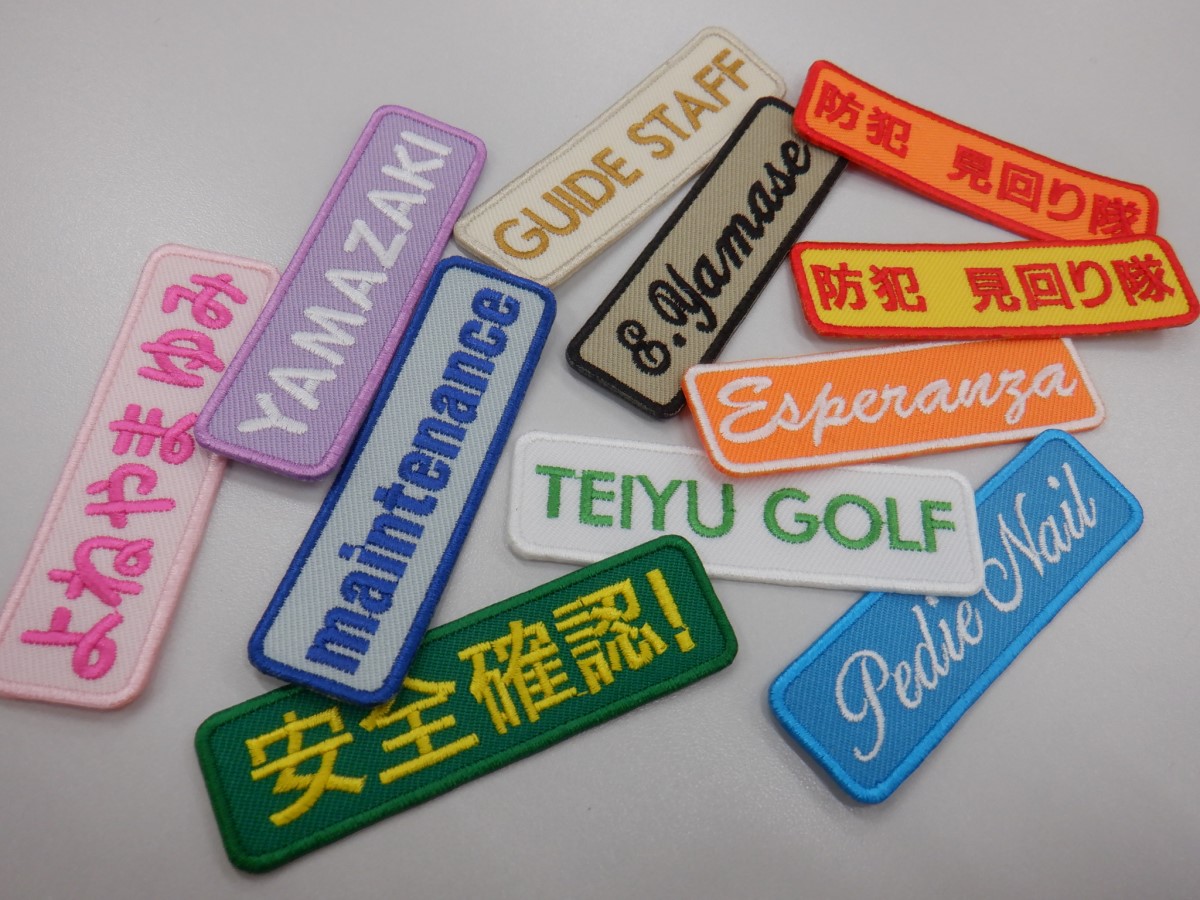 GUIDE STAFF
防犯 見回り隊
YAMAZAKI
E.Yamase
防犯 見回り隊
よねやま ゆみ
maintenance
Esperanza
TEIYU GOLF
Pedie Nail
安全確認!